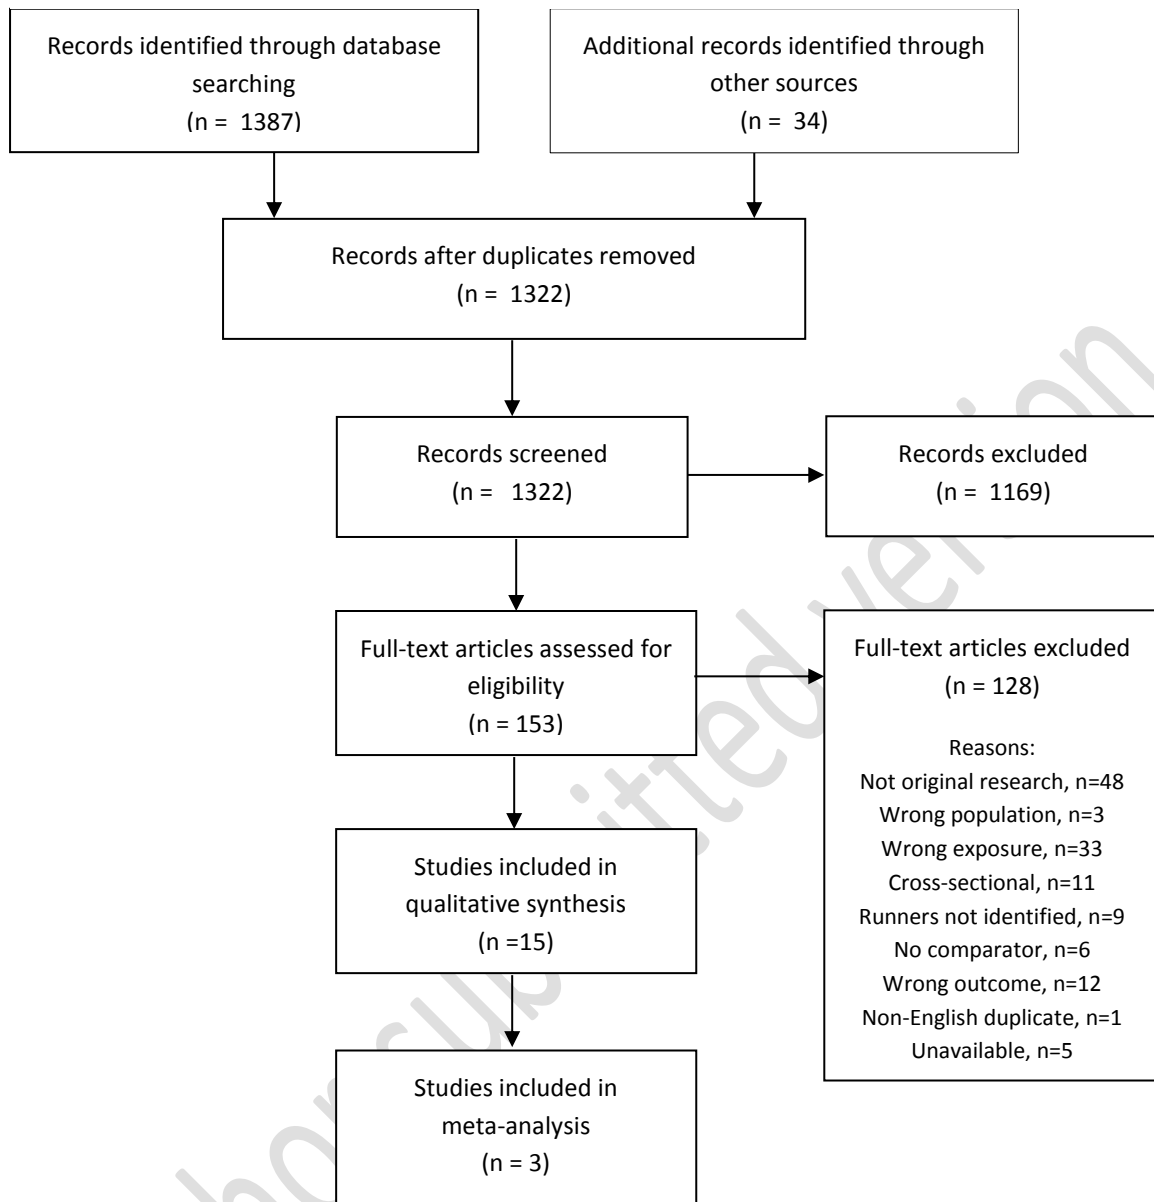 Records identified through database
searching
(n = 1387)
Additional records identified through
other sources
(n = 34)
Records after duplicates removed
(n = 1322)
Records screened
(n = 1322)
Records excluded
(n = 1169)
Full-text articles assessed for
eligibility
(n = 153)
Full-text articles excluded
(n = 128)
Reasons:
Not original research, n=48
Wrong population, n=3
Wrong exposure, n=33
Cross-sectional, n=11
Runners not identified, n=9
No comparator, n=6
Wrong outcome, n=12
Non-English duplicate, n=1
Unavailable, n=5
Studies included in
qualitative synthesis
(n =15)
Studies included in
meta-analysis
(n = 3)
hor submitted version